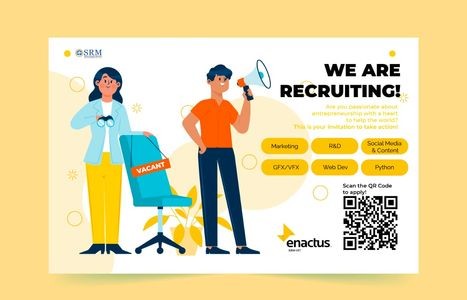 SRM
WE ARE
RECRUITING!
Are you passionate about
entrepreneurship with a heart
to help the world?
This is your invitation to take action!
Marketing
R&D
Social Media
& Content
GFX/VFX
Web Dev
Python
VACANT
Scan the QR Code
to apply!
enactus